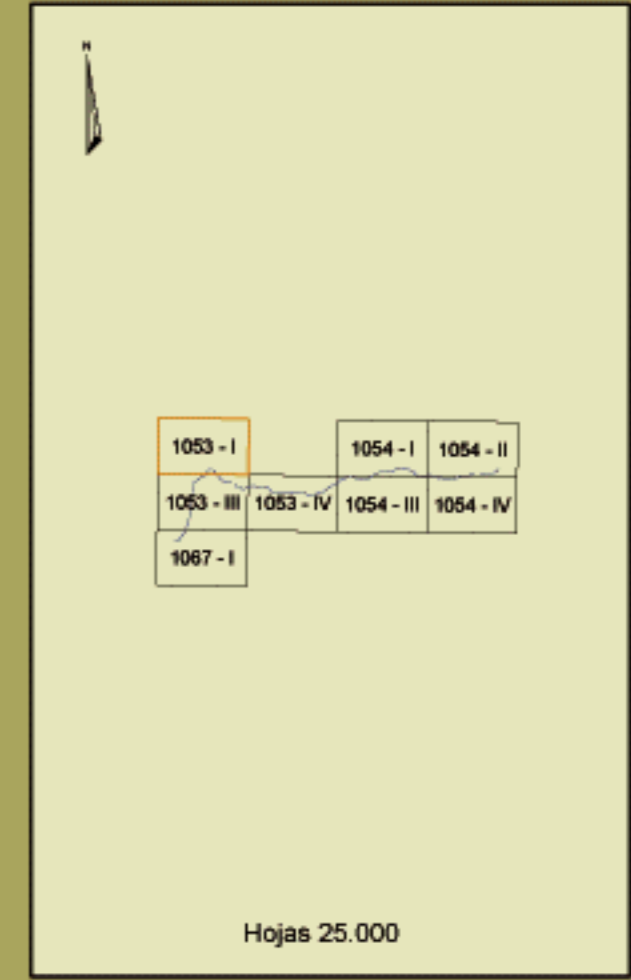 N
1053 - I
1054 - I
1054 - II
1053 - III
1053 - IV
1054 - III
1054 - IV
1067 - I
Hojas 25.000